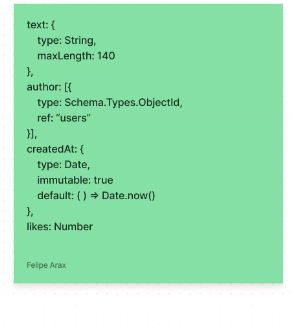 text: {
type: String,
maxLength: 140
},
author: [{
type: Schema.Types.ObjectId,
ref: "users"
}],
createdAt: {
type: Date,
immutable: true
default: ( ) => Date.now()
},
likes: Number
Felipe Arax